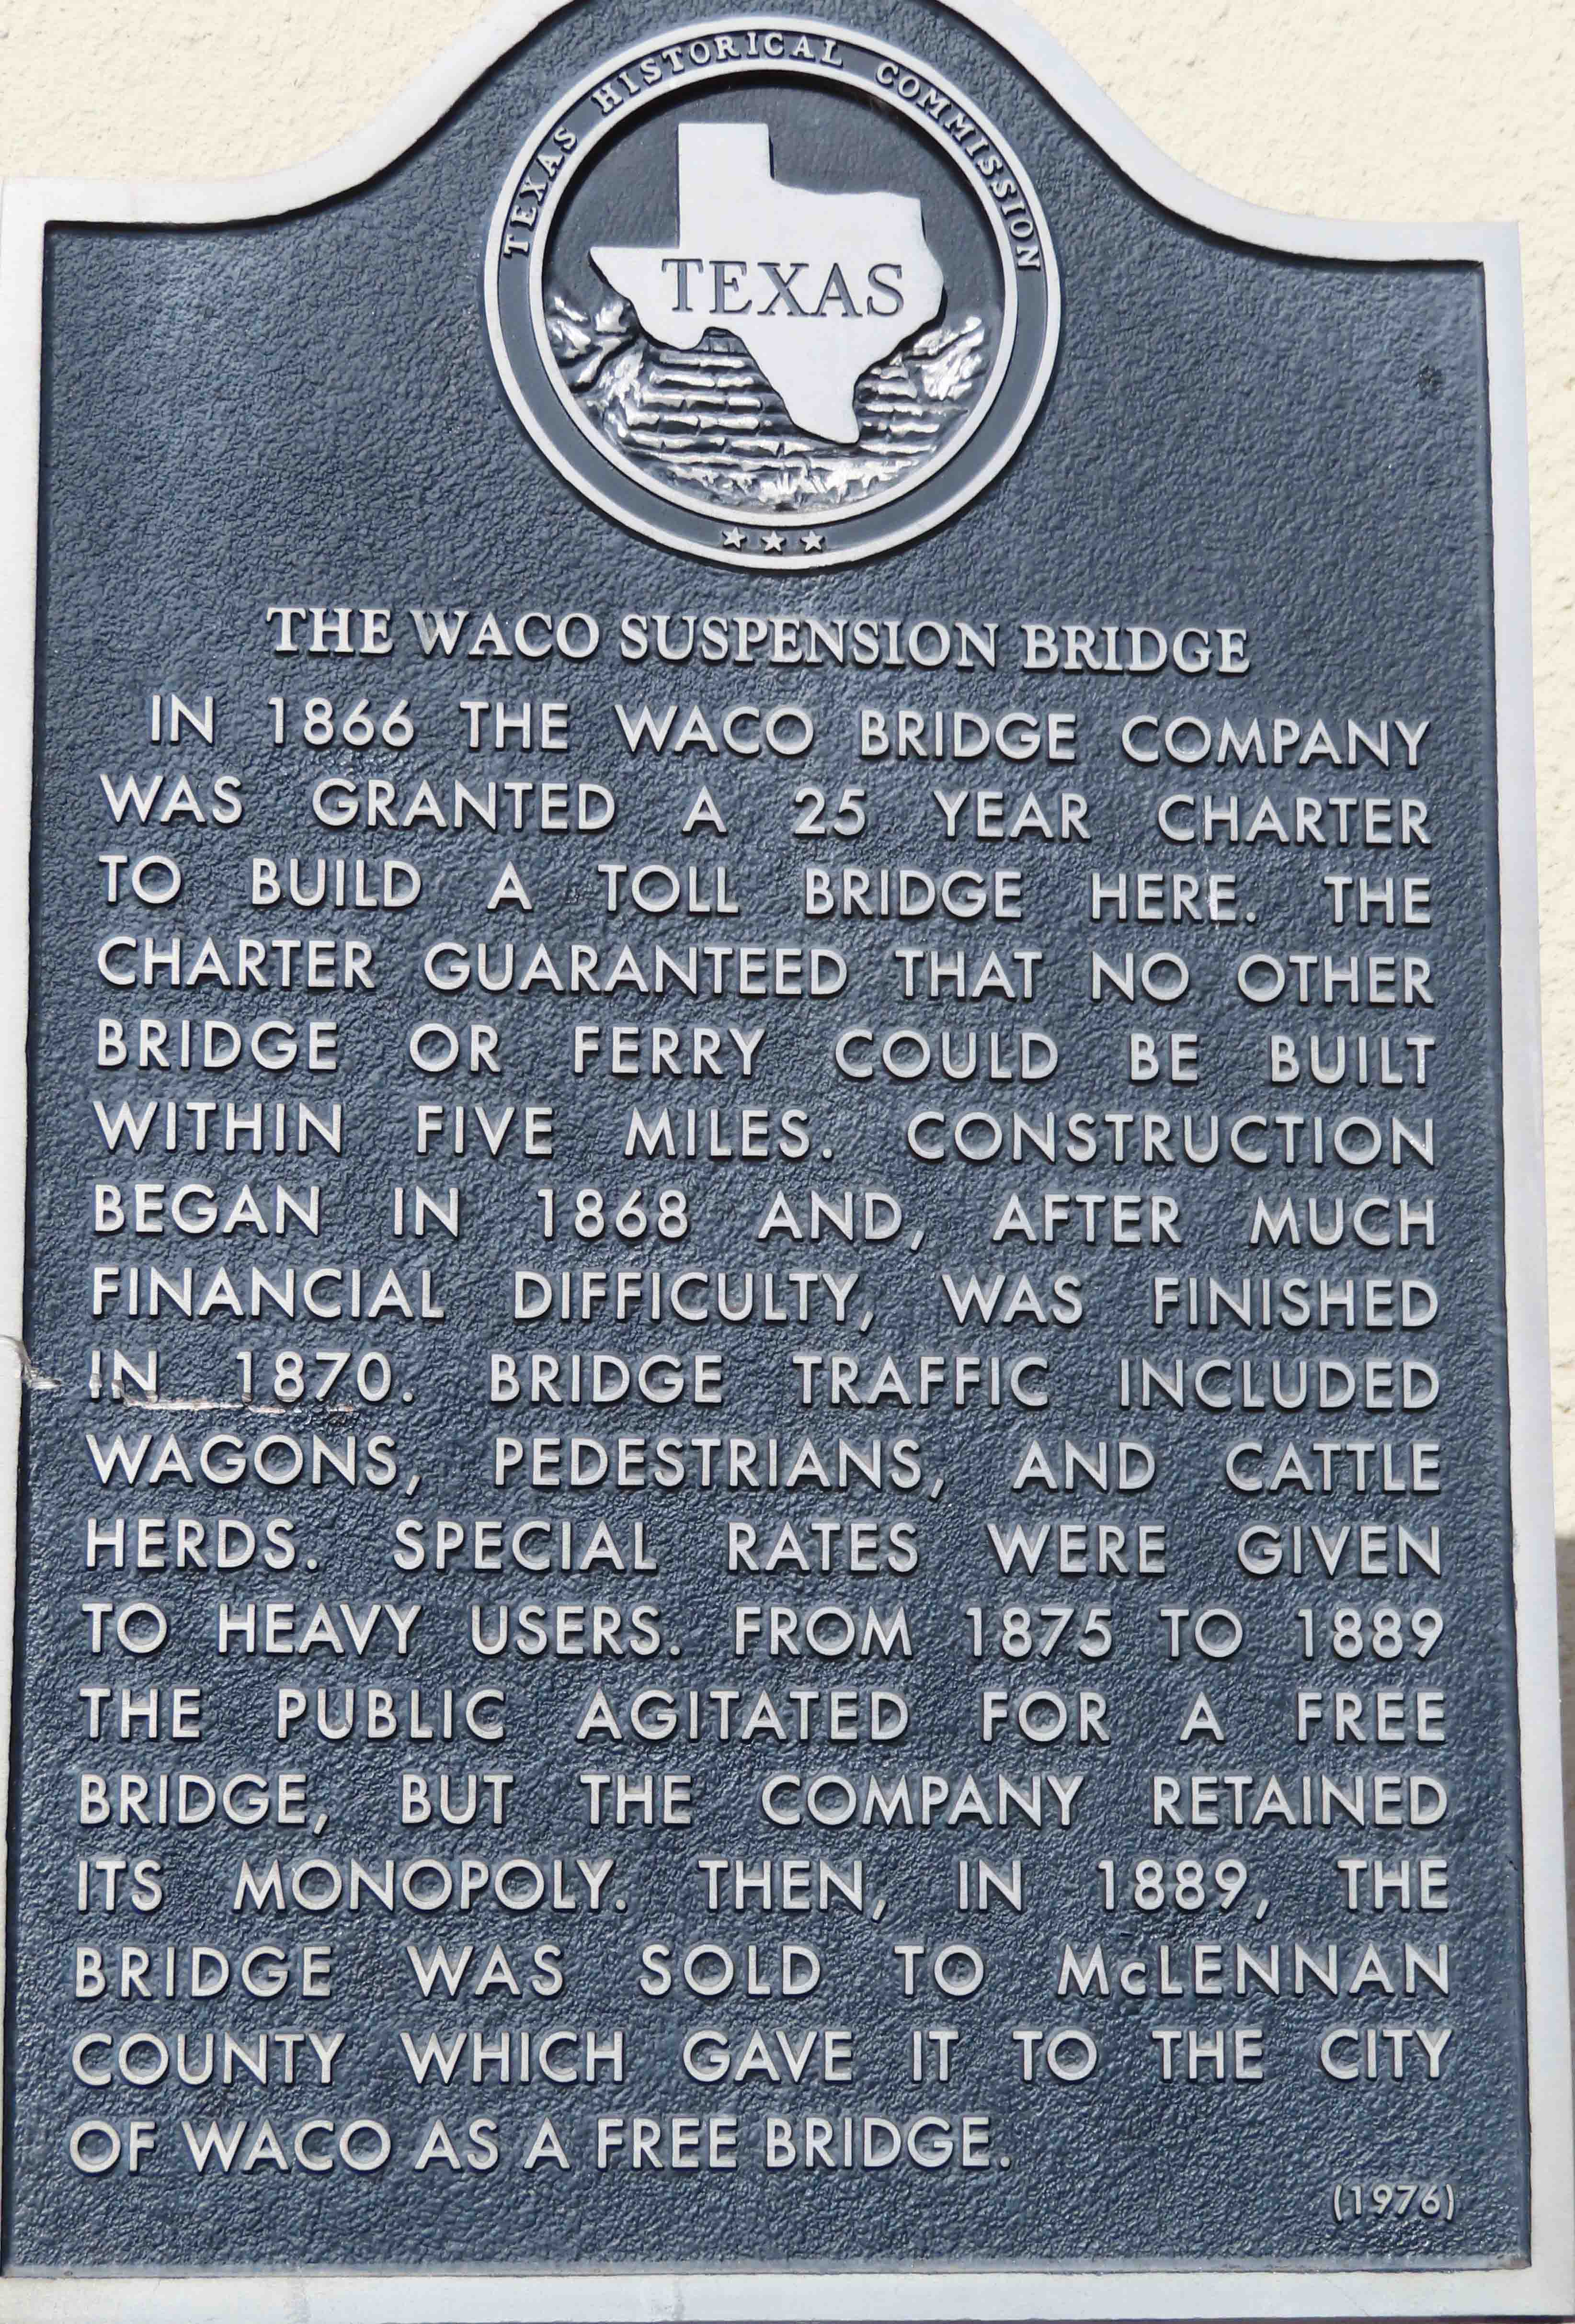 TEXAS HISTORICAL COMMISSION
TEXAS
THE WACO SUSPENSION BRIDGE
IN 1866 THE WACO BRIDGE COMPANY
WAS GRANTED A 25 YEAR CHARTER
TO BUILD A TOLL BRIDGE HERE. THE
CHARTER GUARANTEED THAT NO OTHER
BRIDGE OR FERRY COULD BE BUILT
WITHIN FIVE MILES. CONSTRUCTION
BEGAN IN 1868 AND, AFTER MUCH
FINANCIAL DIFFICULTY, WAS FINISHED
IN 1870. BRIDGE TRAFFIC INCLUDED
WAGONS, PEDESTRIANS, AND CATTLE
HERDS. SPECIAL RATES WERE GIVEN
TO HEAVY USERS. FROM 1875 TO 1889
THE PUBLIC AGITATED FOR A FREE
BRIDGE, BUT THE COMPANY RETAINED
ITS MONOPOLY. THEN, IN 1889, THE
BRIDGE WAS SOLD TO McLENNAN
COUNTY WHICH GAVE IT TO THE CITY
OF WACO AS A FREE BRIDGE.
(1976)